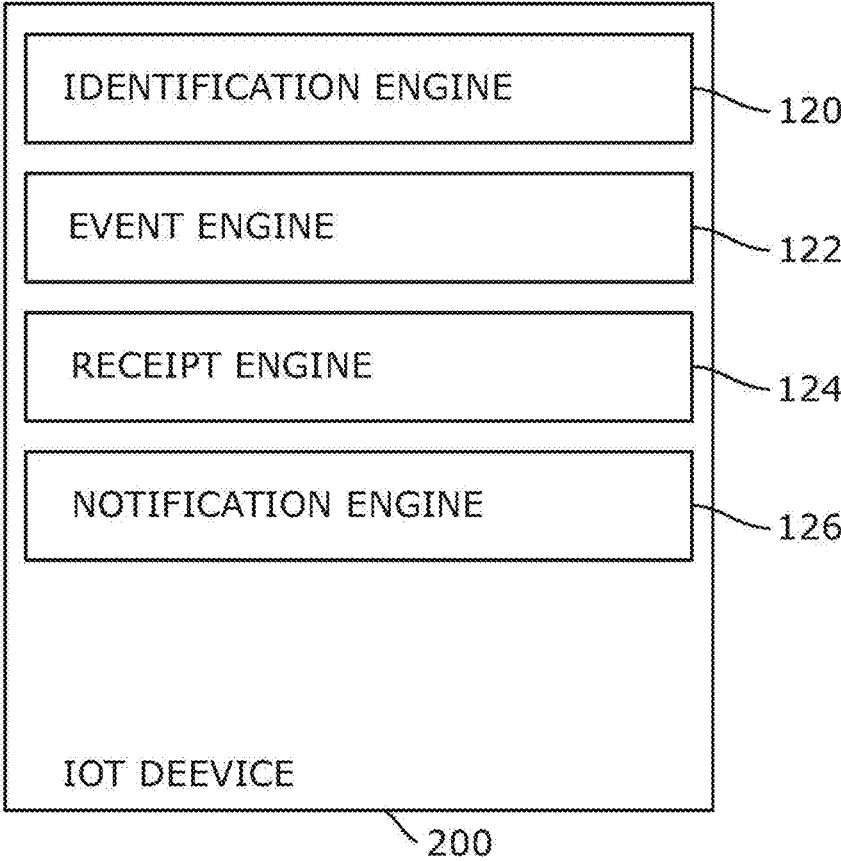 IDENTIFICATION ENGINE
120
EVENT ENGINE
122
RECEIPT ENGINE
124
NOTIFICATION ENGINE
126
IOT DEEVICE
200